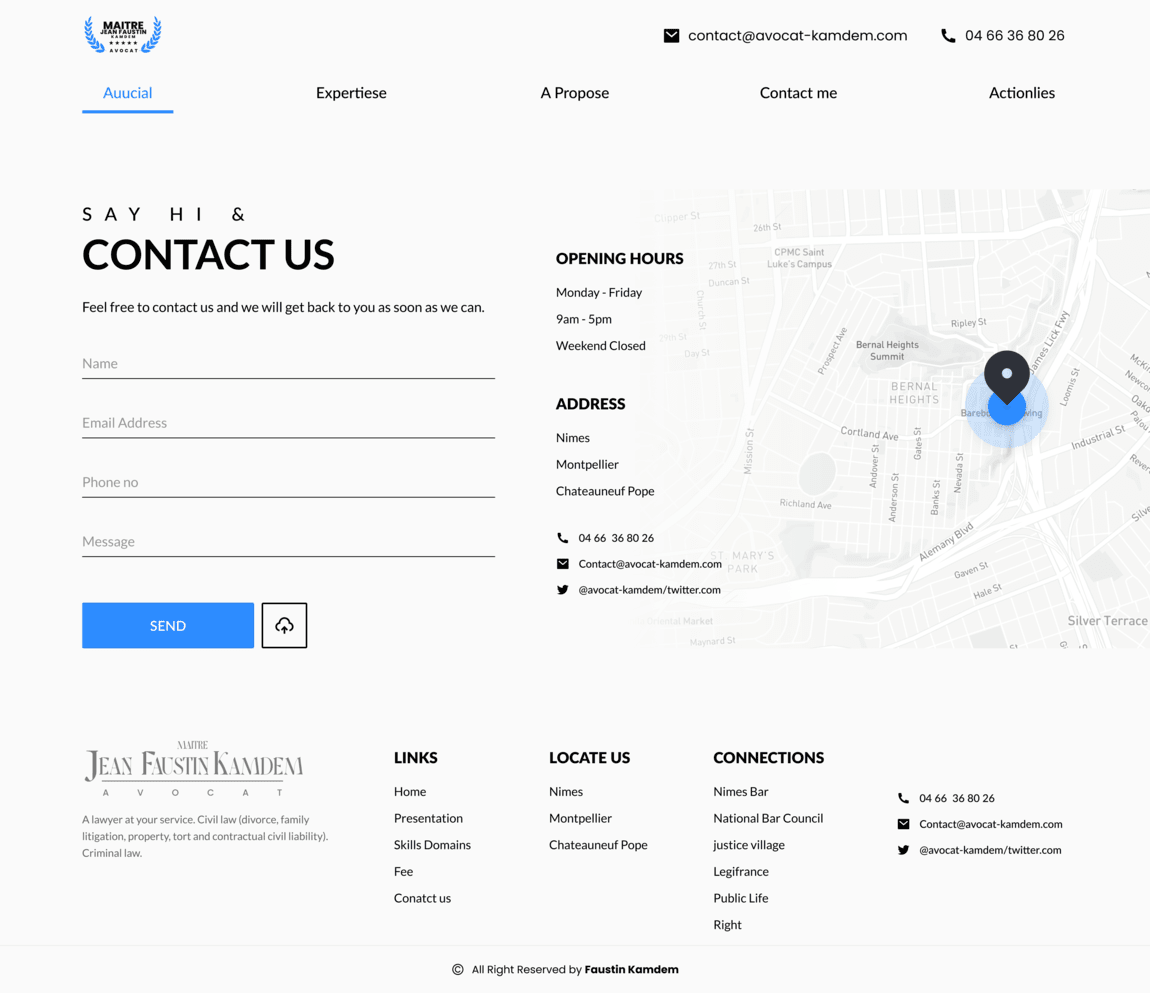 MAITRE
JEAN FAUSTIN
KAMDEM
AVOCAT
contact@avocat-kamdem.com
04 66 36 80 26
Auucial
Expertiese
A Propose
Contact me
Actionlies
SAY HI &
CONTACT US
Feel free to contact us and we will get back to you as soon as we can.
Name
Email Address
Phone no
Message
SEND
OPENING HOURS
Monday - Friday
9am - 5pm
Weekend Closed
ADDRESS
Nimes
Montpellier
Chateauneuf Pope
04 66 36 80 26
Contact@avocat-kamdem.com
@avocat-kamdem/twitter.com
Clipper St
26th St
CPMC Saint
Luke's Campus
27th St
Duncan St
Church St
29th St
Day St
Prospect Ave
Ripley St
Bernal Heights
Summit
James Lick Fwy
BERNAL
HEIGHTS
Loomis St
Cortland Ave
Industrial St
Mission St
Andover St
Gates St
Anderson St
Banks St
Nevada St
Richland Ave
Alemany Blvd
ST. MARY'S
PARK
Gaven St
Hale St
Oriental Market
Maynard St
Silver Terrace
MAITRE
JEAN FAUSTIN KAMDEM
AVOCAT
A lawyer at your service. Civil law (divorce, family
litigation, property, tort and contractual civil liability).
Criminal law.
LINKS
Home
Presentation
Skills Domains
Fee
Conatct us
LOCATE US
Nimes
Montpellier
Chateauneuf Pope
CONNECTIONS
Nimes Bar
National Bar Council
justice village
Legifrance
Public Life
Right
04 66 36 80 26
Contact@avocat-kamdem.com
@avocat-kamdem/twitter.com
© All Right Reserved by Faustin Kamdem